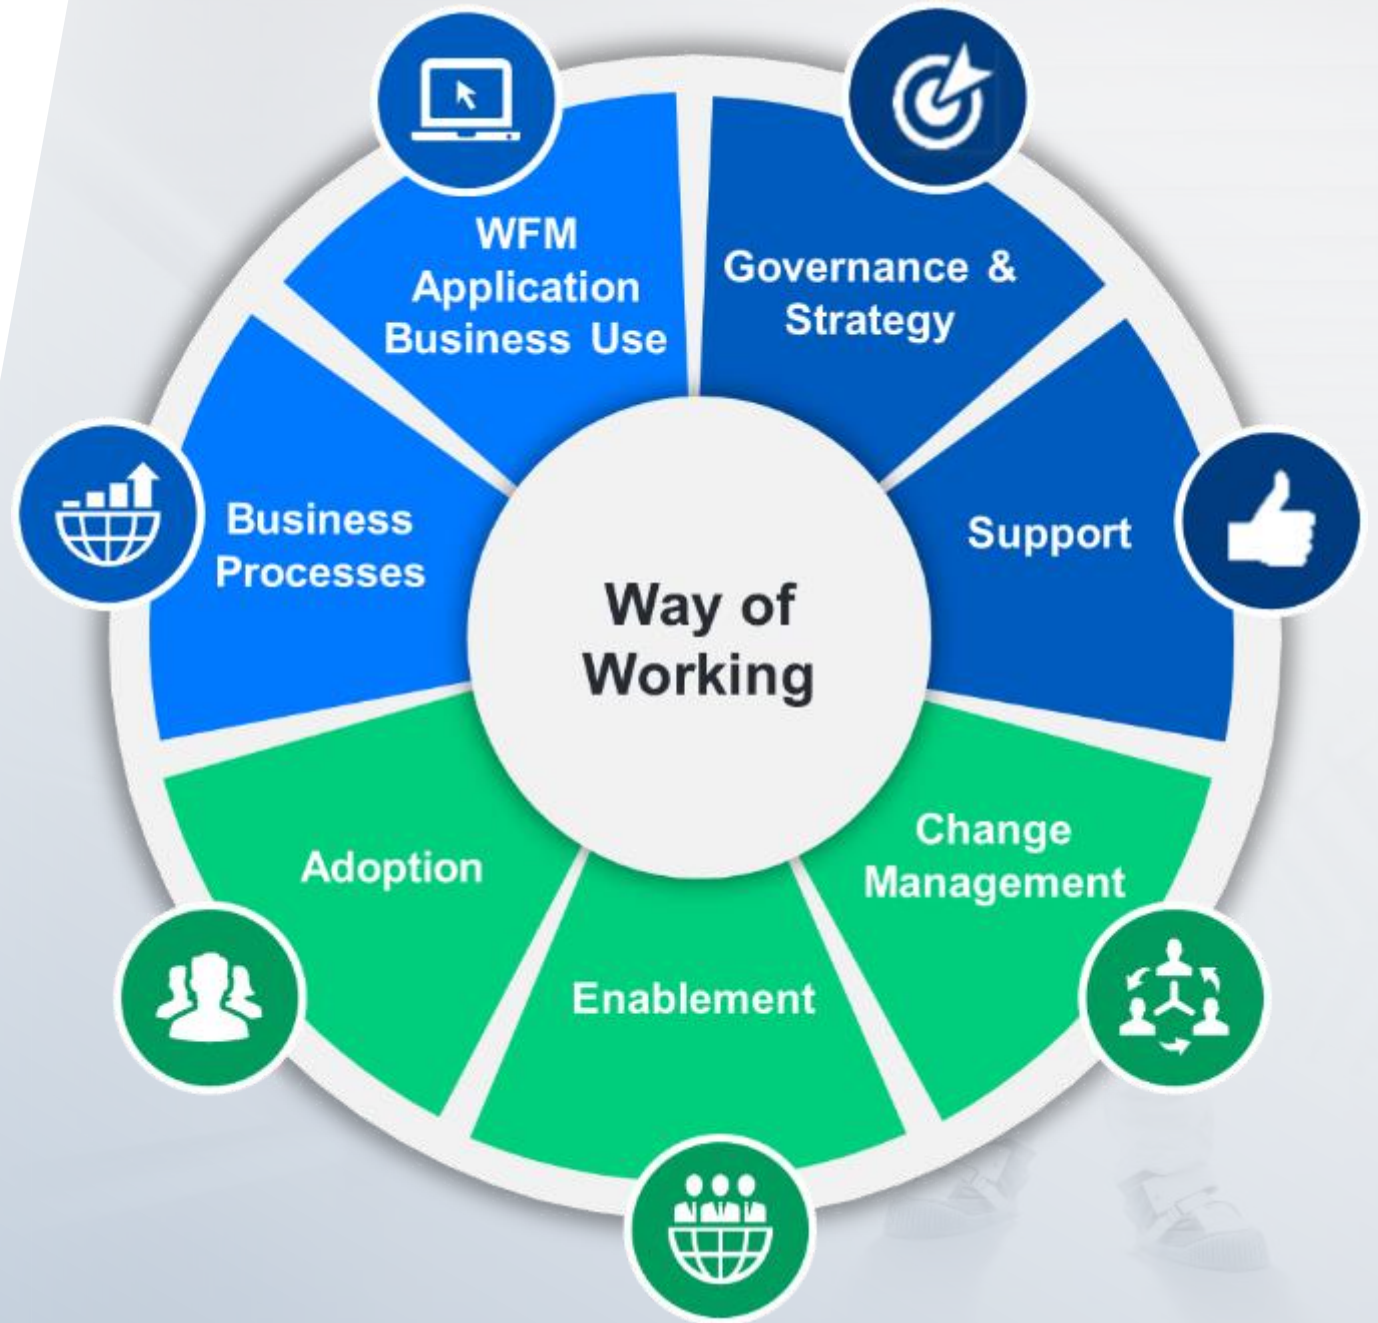 WFM
Application
Business Use
Governance &
Strategy
Business
Processes
Support
Way of
Working
Change
Management
Adoption
Enablement